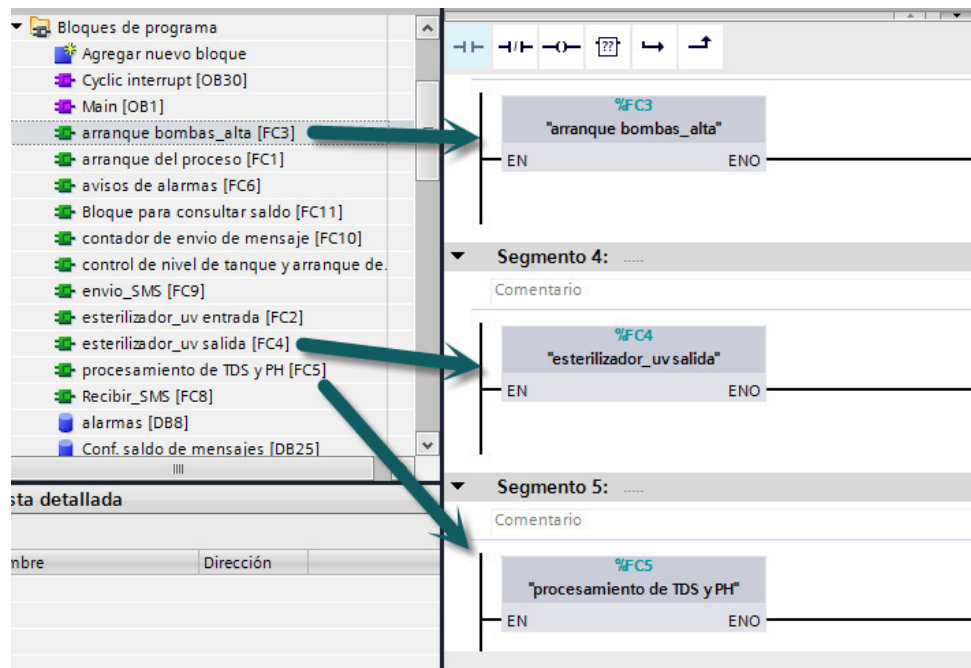 Bloques de programa
Agregar nuevo bloque
Cyclic interrupt [OB30]
Main [OB1]
arranque bombas_alta [FC3]
arranque del proceso [FC1]
avisos de alarmas [FC6]
Bloque para consultar saldo [FC11]
contador de envio de mensaje [FC10]
control de nivel de tanque y arranque de.
envio_SMS [FC9]
esterilizador_uv entrada [FC2]
esterilizador_uv salida [FC4]
procesamiento de TDS y PH [FC5]
Recibir_SMS [FC8]
alarmas [DB8]
Conf. saldo de mensajes [DB25]
sta detallada
mbre Dirección
??
%FC3
"arranque bombas_alta"
EN ENO
Segmento 4: .....
Comentario
%FC4
"esterilizador_uv salida"
EN ENO
Segmento 5: .....
Comentario
%FC5
"procesamiento de TDS y PH"
EN ENO